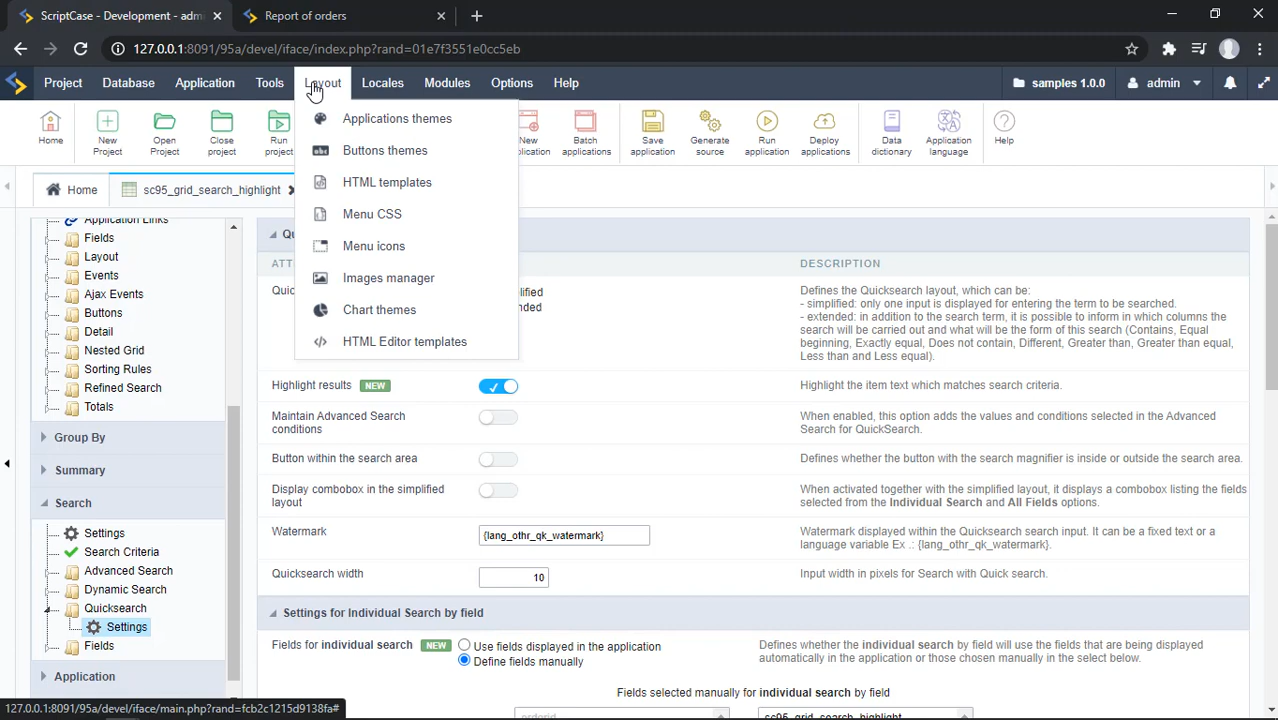 ScriptCase - Development - adm
Report of orders
127.0.0.1:8091/95a/devel/iface/index.php?rand=01e7f3551e0cc5eb
Project Database Application Tools Layout Locales Modules Options Help
samples 1.0.0 admin
Home
New Project
Open Project
Close project
Run project
New
Batch applications
Save application
Generate source
Run application
Deploy applications
Data dictionary
Application language
Help
Applications themes
Buttons themes
HTML templates
Menu CSS
Menu icons
Images manager
Chart themes
HTML Editor templates
Home
sc95_grid_search_highlight
Application Links
Fields
Layout
Events
Ajax Events
Buttons
Detail
Nested Grid
Sorting Rules
Refined Search
Totals
Group By
Summary
Search
Settings
Search Criteria
Advanced Search
Dynamic Search
Quicksearch
Settings
Fields
Application
DESCRIPTION
Defines the Quicksearch layout, which can be:
- simplified: only one input is displayed for entering the term to be searched.
- extended: in addition to the search term, it is possible to inform in which columns the
search will be carried out and what will be the form of this search (Contains, Equal
beginning, Exactly equal, Does not contain, Different, Greater than, Greater than equal,
Less than and Less equal).
Highlight results NEW
Highlight the item text which matches search criteria.
Maintain Advanced Search
conditions
When enabled, this option adds the values and conditions selected in the Advanced
Search for QuickSearch.
Button within the search area
Defines whether the button with the search magnifier is inside or outside the search area.
Display combobox in the simplified
layout
When activated together with the simplified layout, it displays a combobox listing the fields
selected from the Individual Search and All Fields options.
Watermark
{lang_othr_qk_watermark}
Watermark displayed within the Quicksearch search input. It can be a fixed text or a
language variable Ex .: {lang_othr_qk_watermark}.
Quicksearch width
10
Input width in pixels for Search with Quick search.
Settings for Individual Search by field
Fields for individual search NEW
Use fields displayed in the application
Define fields manually
Defines whether the individual search by field will use the fields that are being displayed
automatically in the application or those chosen manually in the select below.
Fields selected manually for individual search by field
orderid
sc95_grid_search_highlight
127.0.0.1:8091/95a/devel/iface/main.php?rand=fcb2c1215d9138fa#